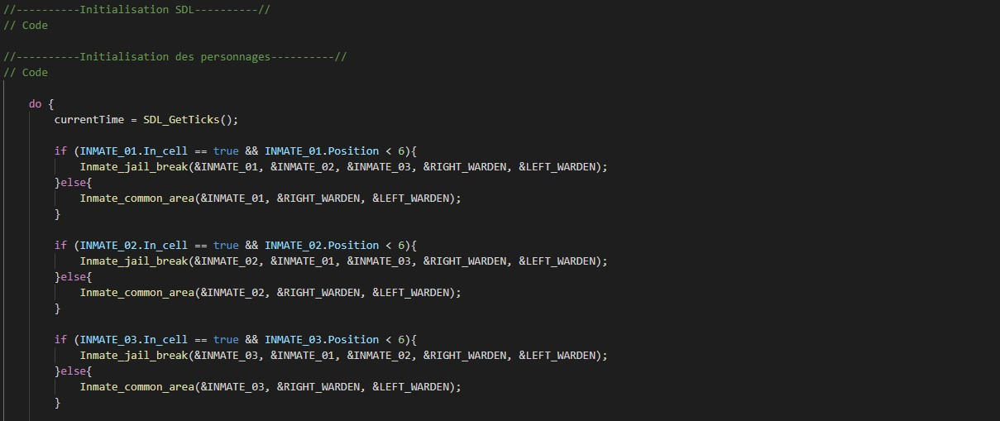 //----------Initialisation SDL----------//
// Code
//----------Initialisation des personnages----------//
// Code
do {
currentTime = SDL_GetTicks();
if (INMATE_01.In_cell == true && INMATE_01.Position < 6){
Inmate_jail_break(&INMATE_01, &INMATE_02, &INMATE_03, &RIGHT_WARDEN, &LEFT_WARDEN);
}else{
Inmate_common_area(&INMATE_01, &RIGHT_WARDEN, &LEFT_WARDEN);
}
if (INMATE_02.In_cell == true && INMATE_02.Position < 6){
Inmate_jail_break(&INMATE_02, &INMATE_01, &INMATE_03, &RIGHT_WARDEN, &LEFT_WARDEN);
}else{
Inmate_common_area(&INMATE_02, &RIGHT_WARDEN, &LEFT_WARDEN);
}
if (INMATE_03.In_cell == true && INMATE_03.Position < 6){
Inmate_jail_break(&INMATE_03, &INMATE_01, &INMATE_02, &RIGHT_WARDEN, &LEFT_WARDEN);
}else{
Inmate_common_area(&INMATE_03, &RIGHT_WARDEN, &LEFT_WARDEN);
}